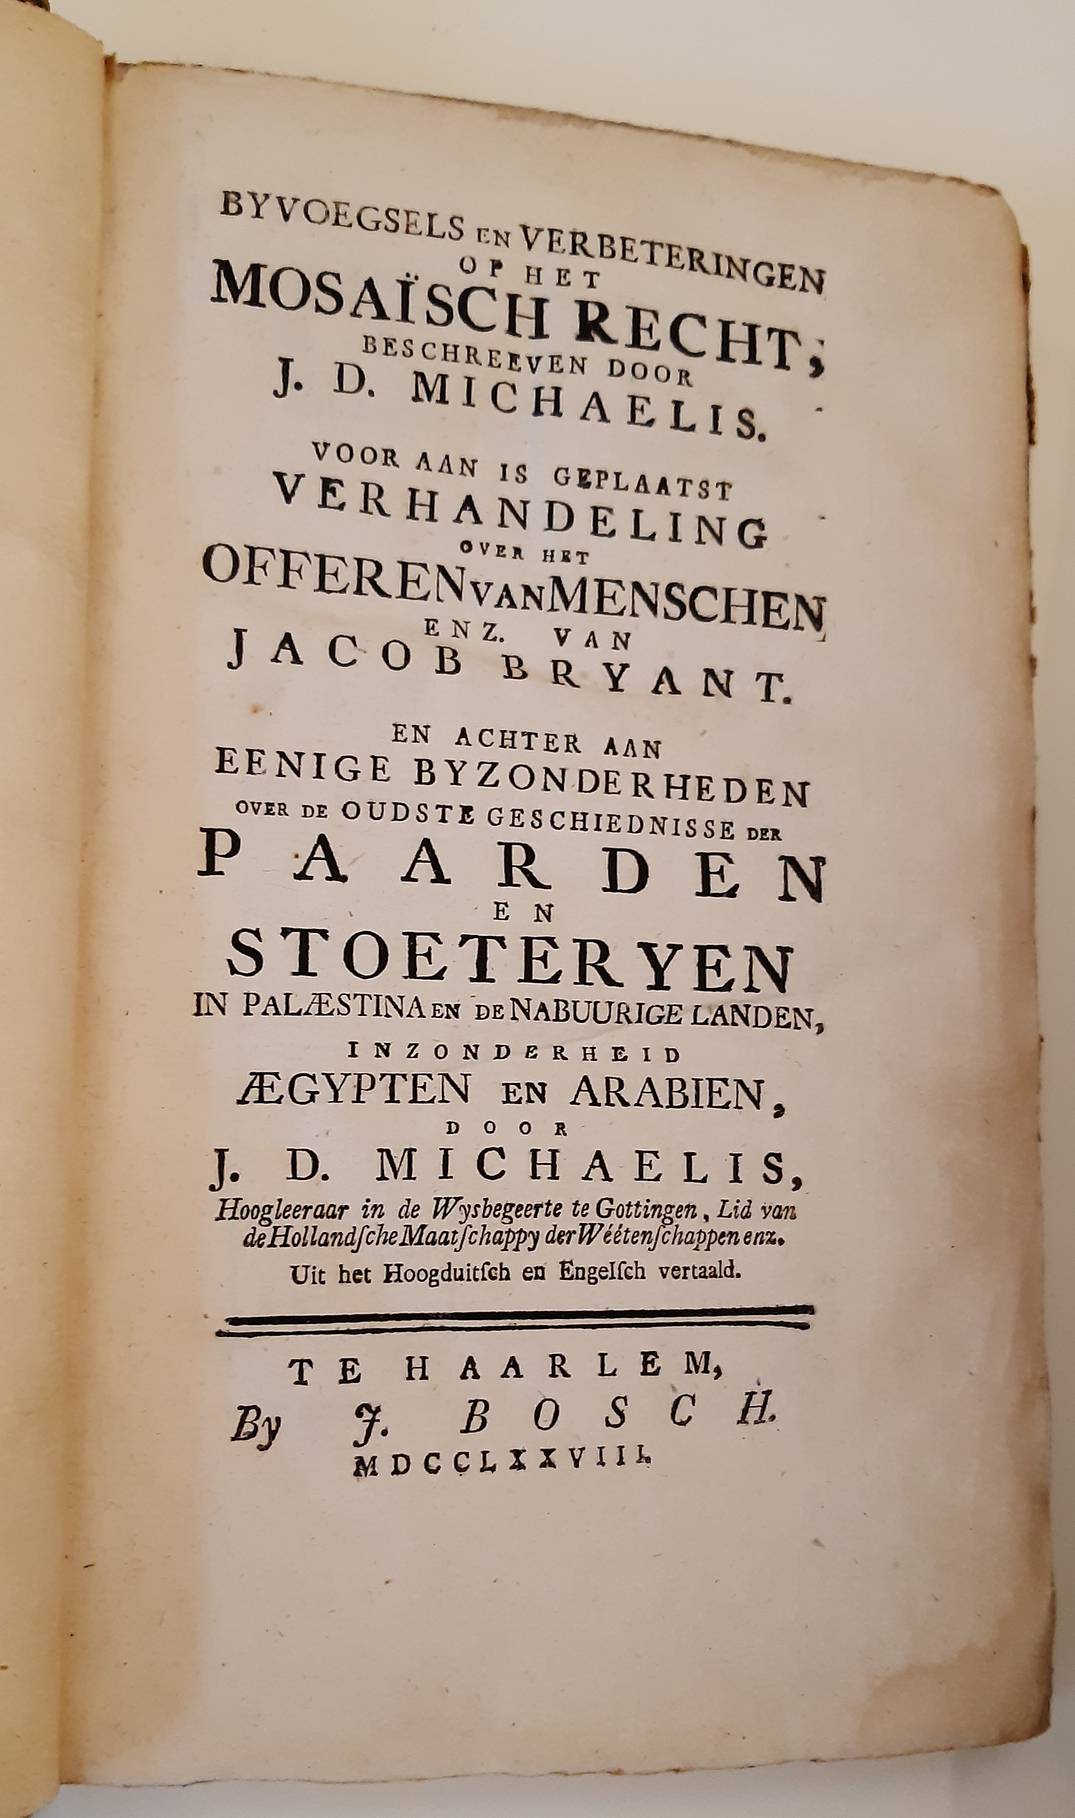 BYVOEGSELS EN VERBETERINGEN
OP HET
MOSAÏSCH RECHT;
BESCHREEVEN DOOR
J. D. MICHAELIS.
VOOR AAN IS GEPLAATST
VERHANDELING
OVER HET
OFFEREN VAN MENSCHEN
ENZ. VAN
JACOB BRYANT.
EN ACHTER AAN
EENIGE BYZONDERHEDEN
OVER DE OUDSTE GESCHIEDNISSE DER
PAARDEN
EN
STOETERYEN
IN PALÆSTINA EN DE NABUURIGE LANDEN,
INZONDERHEID
ÆGYPTEN EN ARABIEN,
DOOR
J. D. MICHAELIS,
Hoogleeraar in de Wysbegeerte te Gottingen, Lid van
de Hollandſche Maatſchappy der Wéétenſchappen enz.
Uit het Hoogduitſch en Engelſch vertaald.
TE HAARLEM,
By J. BOSCH.
MDCCLXXVIII.